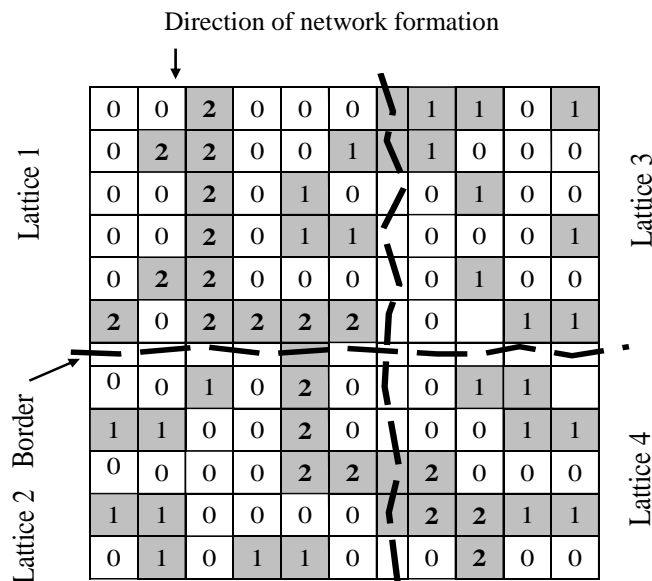 Direction of network formation
Lattice 1
Lattice 3
0 0 2 0 0 0 1 1 0 1
0 2 2 0 0 1 1 0 0 0
0 0 2 0 1 0 0 1 0 0
0 0 2 0 1 1 0 0 0 1
0 2 2 0 0 0 0 1 0 0
2 0 2 2 2 2 0 1 1
Border
0 0 1 0 2 0 0 1 1
1 1 0 0 2 0 0 0 1 1
0 0 0 0 2 2 2 0 0 0
1 1 0 0 0 0 2 2 1 1
0 1 0 1 1 0 0 2 0 0
Lattice 2
Lattice 4